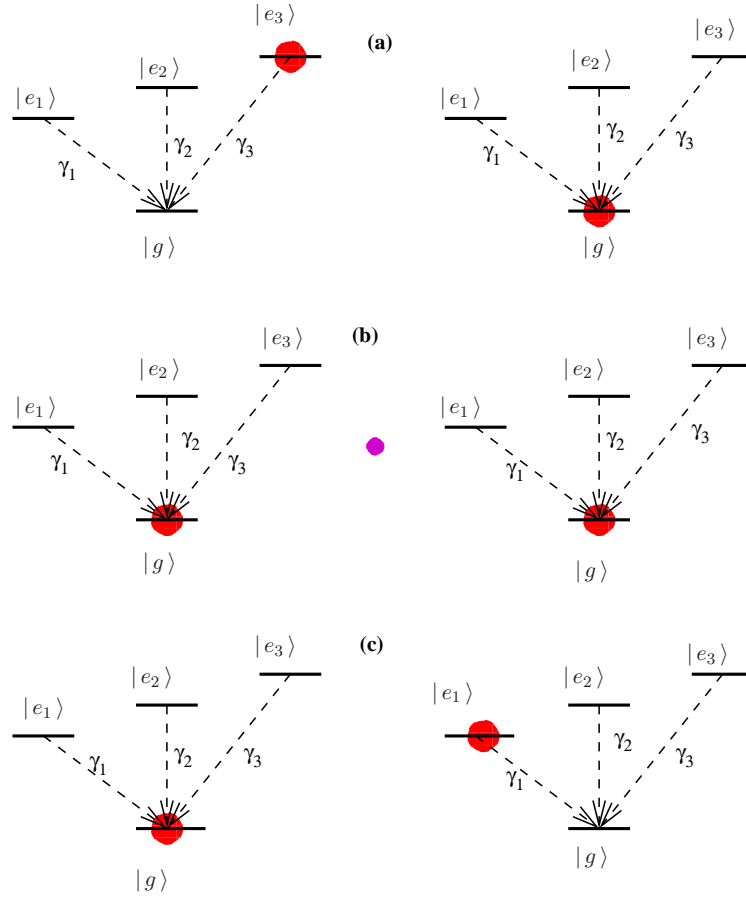 | e₃ ⟩
(a)
| e₃ ⟩
| e₂ ⟩
| e₂ ⟩
| e₁ ⟩
| e₁ ⟩
γ₂
γ₃
γ₂
γ₃
γ₁
γ₁
| g ⟩
| g ⟩
(b)
| e₃ ⟩
| e₃ ⟩
| e₂ ⟩
| e₂ ⟩
| e₁ ⟩
| e₁ ⟩
γ₁
γ₂
γ₃
γ₁
γ₂
γ₃
| g ⟩
| g ⟩
(c)
| e₃ ⟩
| e₃ ⟩
| e₂ ⟩
| e₂ ⟩
| e₁ ⟩
| e₁ ⟩
γ₁
γ₂
γ₃
γ₁
γ₂
γ₃
| g ⟩
| g ⟩